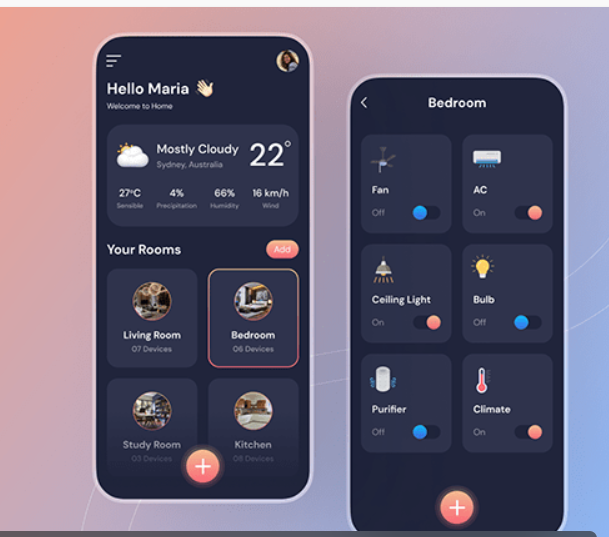 Hello Maria 👋
Welcome to Home
Mostly Cloudy
Sydney, Australia
22°
27°C 4% 66% 16 km/h
Sensible Precipitation Humidity Wind
Your Rooms Add
Living Room Bedroom
07 Devices 06 Devices
Study Room Kitchen
03 Devices 08 Devices
Bedroom
Fan AC
Off On
Ceiling Light Bulb
On Off
Purifier Climate
Off On